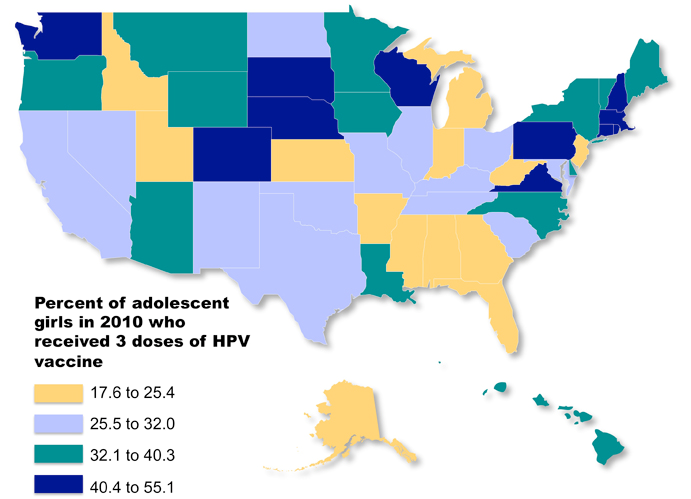 Percent of adolescent
girls in 2010 who
received 3 doses of HPV
vaccine
17.6 to 25.4
25.5 to 32.0
32.1 to 40.3
40.4 to 55.1